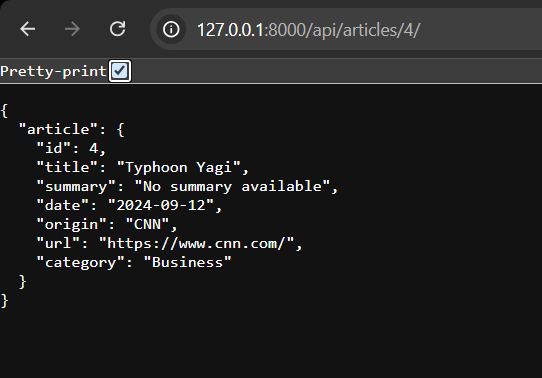 127.0.0.1:8000/api/articles/4/
Pretty-print
{
  "article": {
    "id": 4,
    "title": "Typhoon Yagi",
    "summary": "No summary available",
    "date": "2024-09-12",
    "origin": "CNN",
    "url": "https://www.cnn.com/",
    "category": "Business"
  }
}